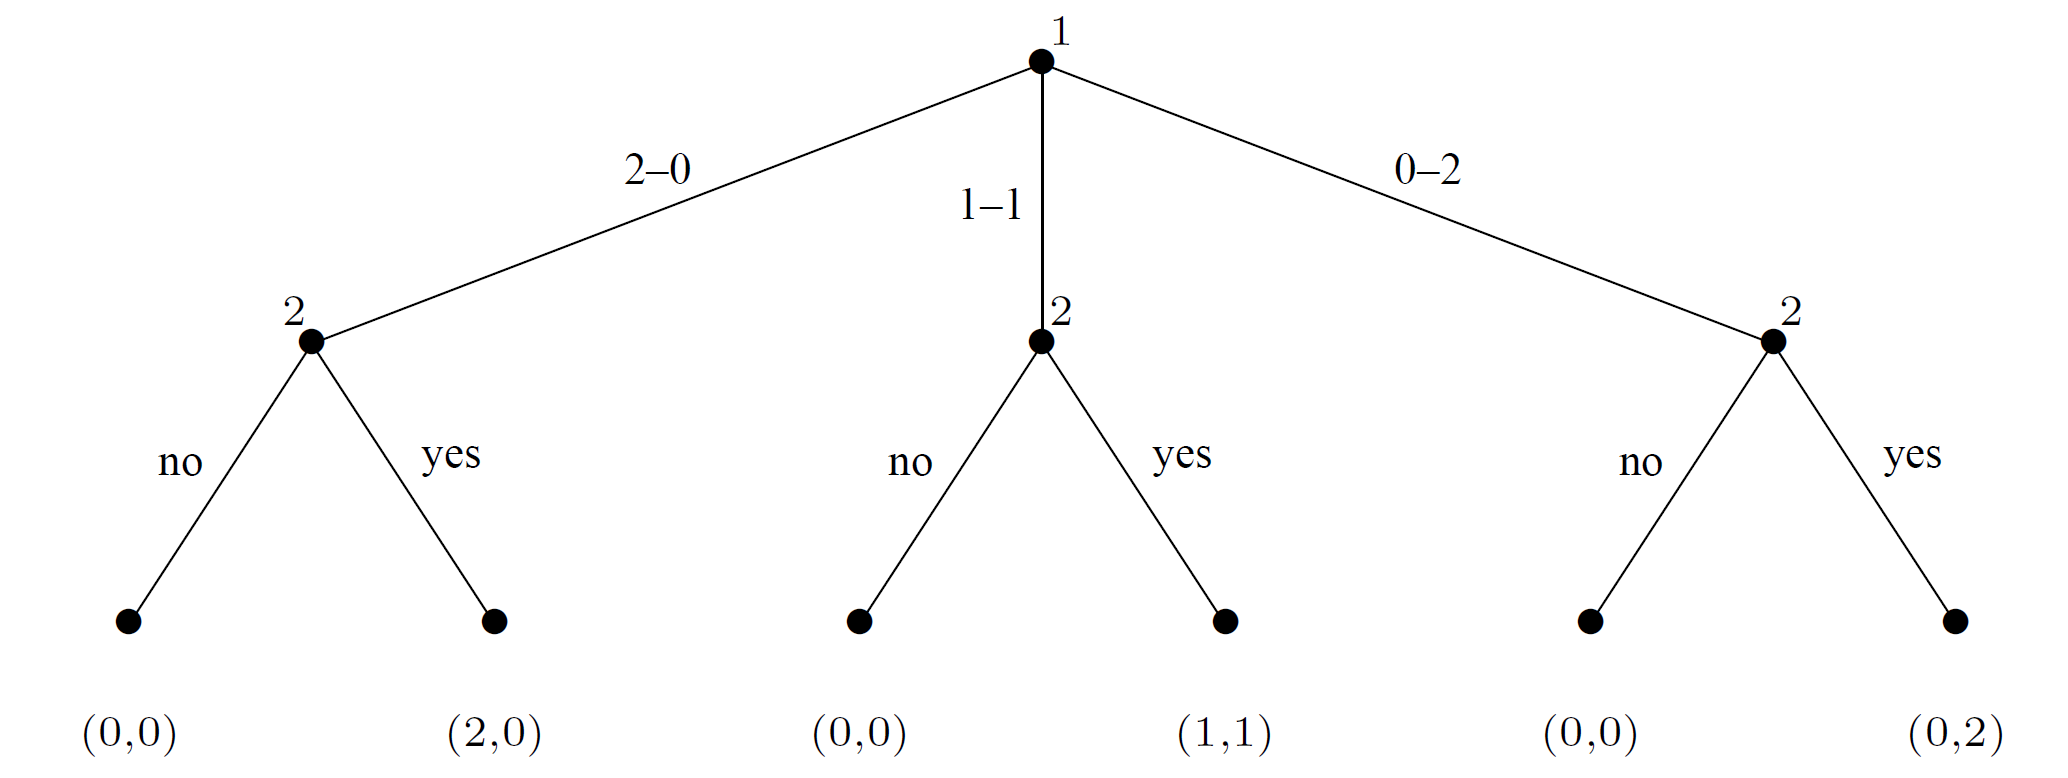 1
2–0
1–1
0–2
2
2
2
no
yes
no
yes
no
yes
(0,0)
(2,0)
(0,0)
(1,1)
(0,0)
(0,2)